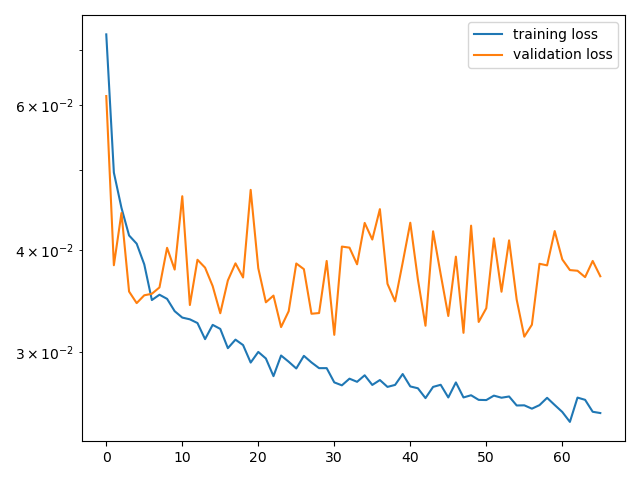 training loss
validation loss
6 × 10⁻²
4 × 10⁻²
3 × 10⁻²
0 10 20 30 40 50 60